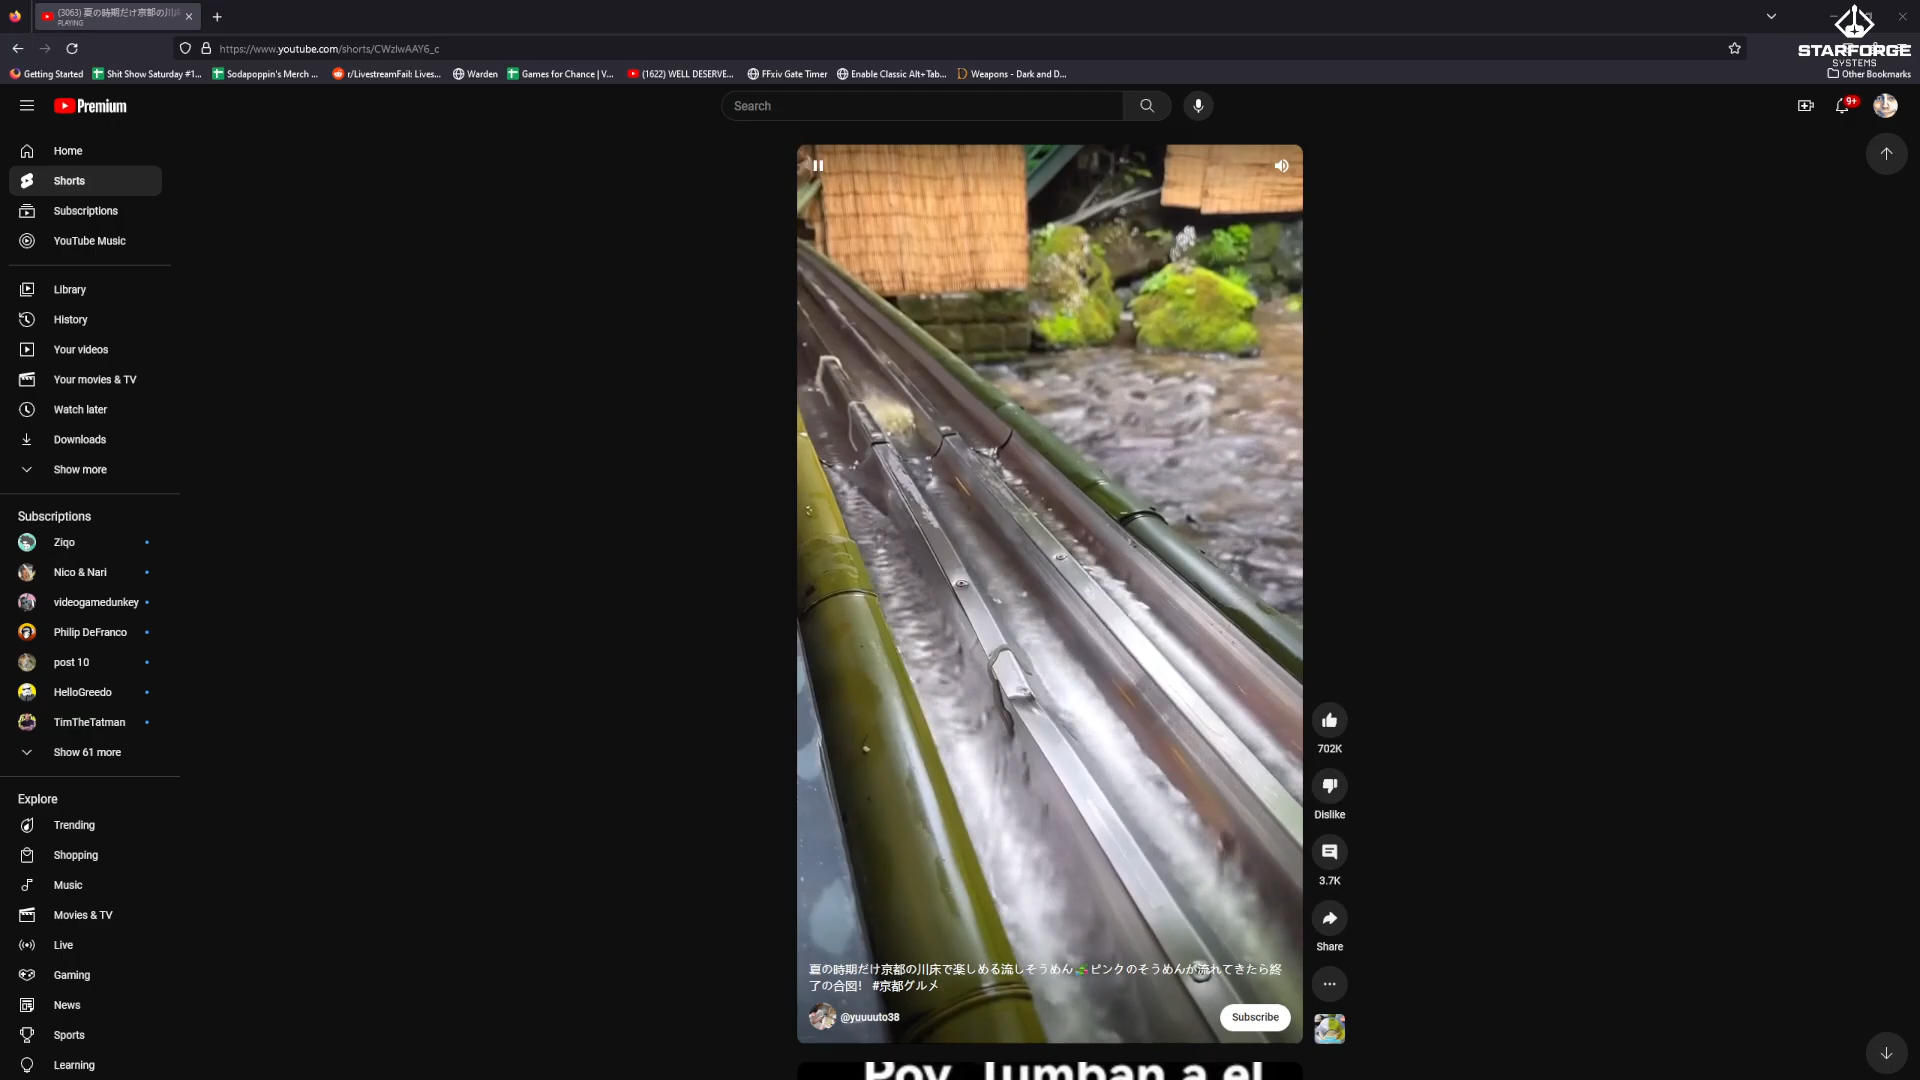 (3063) 夏の時期だけ京都の川床
PLAYING
STARFORGE
SYSTEMS
https://www.youtube.com/shorts/CWzIwAAY6_c
Getting Started
Shit Show Saturday #1...
Sodapoppin's Merch ...
r/LivestreamFail: Lives...
Warden
Games for Chance | V...
(1622) WELL DESERVE...
FFxiv Gate Timer
Enable Classic Alt+Tab...
Weapons - Dark and D...
Other Bookmarks
Premium
Search
9+
Home
Shorts
Subscriptions
YouTube Music
Library
History
Your videos
Your movies & TV
Watch later
Downloads
Show more
Subscriptions
Ziqo
Nico & Nari
videogamedunkey
Philip DeFranco
post 10
HelloGreedo
TimTheTatman
Show 61 more
Explore
Trending
Shopping
Music
Movies & TV
Live
Gaming
News
Sports
Learning
702K
Dislike
3.7K
Share
夏の時期だけ京都の川床で楽しめる流しそうめん🎋ピンクのそうめんが流れてきたら終
了の合図！ #京都グルメ
@yuuuuto38
Subscribe
Pov. Tumban a el